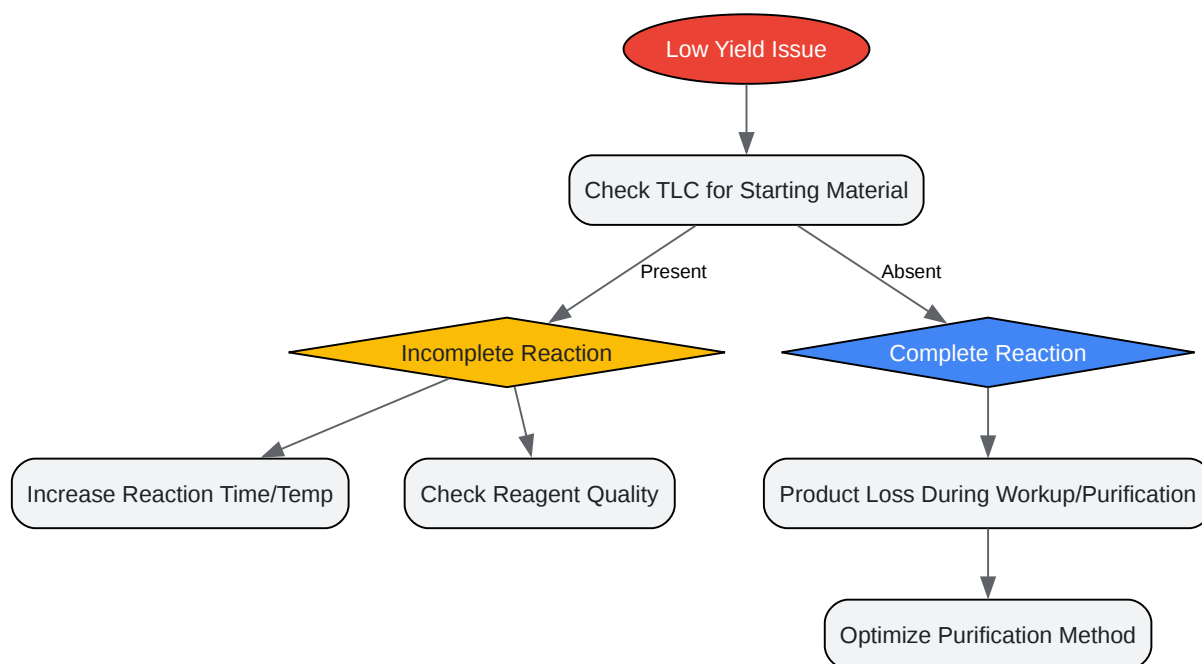 Low Yield Issue
Check TLC for Starting Material
Present
Absent
Incomplete Reaction
Complete Reaction
Increase Reaction Time/Temp
Check Reagent Quality
Product Loss During Workup/Purification
Optimize Purification Method